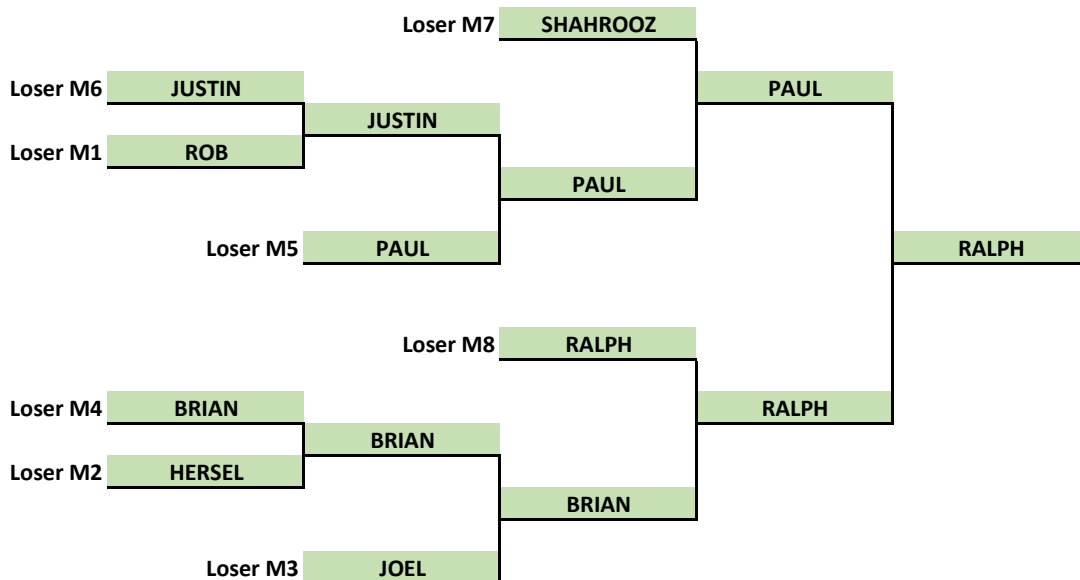 Loser M7 SHAHROOZ
Loser M6 JUSTIN
PAUL
JUSTIN
Loser M1 ROB
PAUL
Loser M5 PAUL
RALPH
Loser M8 RALPH
Loser M4 BRIAN
RALPH
BRIAN
Loser M2 HERSEL
BRIAN
Loser M3 JOEL